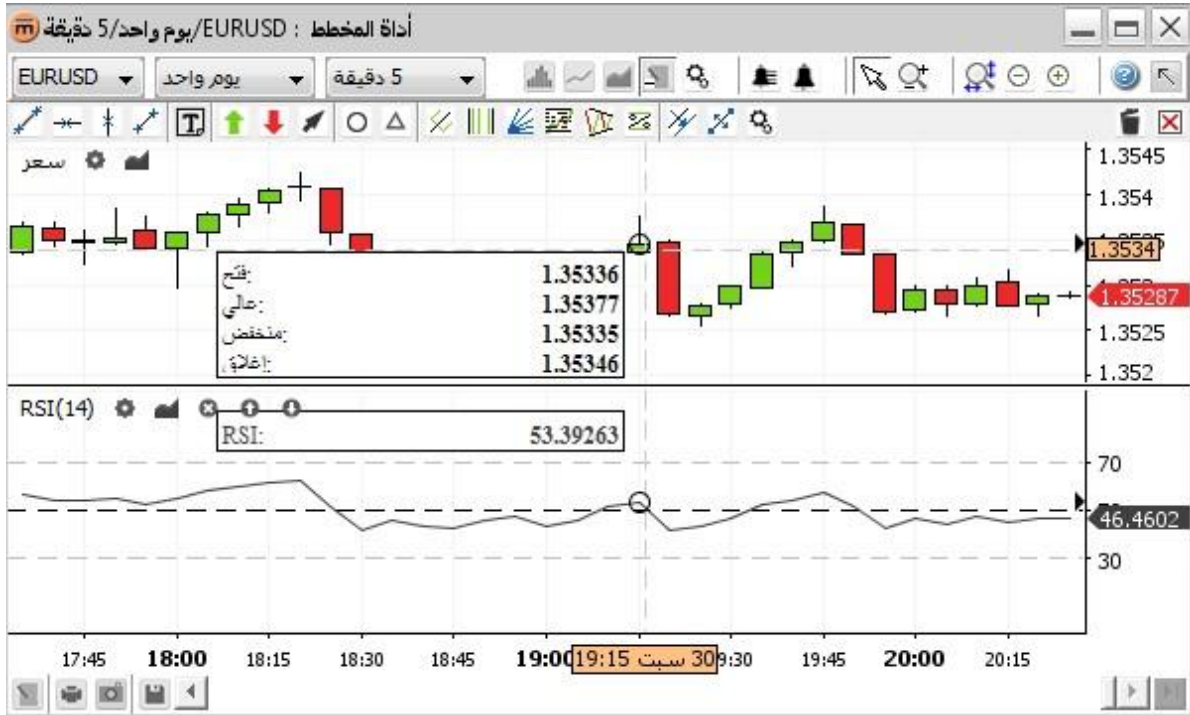 أداة المخطط : EURUSD/يوم واحد/5 دقيقة
EURUSD يوم واحد 5 دقيقة
سعر
1.3545
1.354
1.3534
1.35287
1.3525
1.352
فتح: 1.35336
عالي: 1.35377
منخفض: 1.35335
إغلاق: 1.35346
RSI(14)
RSI: 53.39263
70
46.4602
30
17:45 18:00 18:15 18:30 18:45 19:00 30 سبت 19:15 9:30 19:45 20:00 20:15